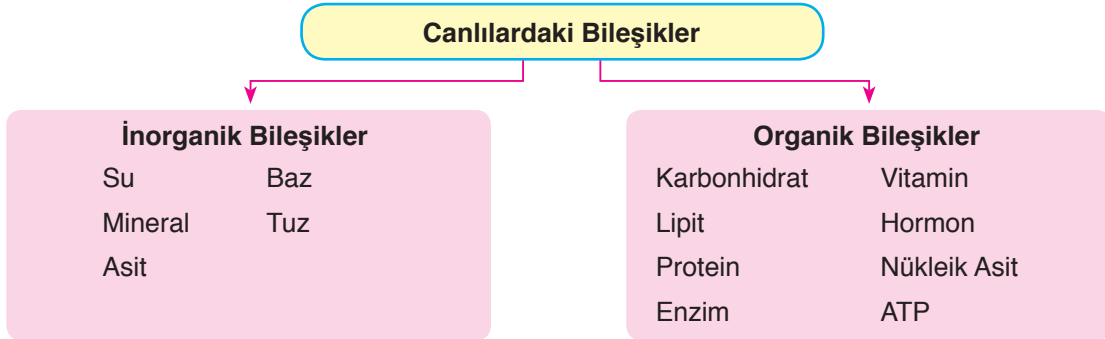 Canlılardaki Bileşikler
İnorganik Bileşikler
Su Baz
Mineral Tuz
Asit
Organik Bileşikler
Karbonhidrat Vitamin
Lipit Hormon
Protein Nükleik Asit
Enzim ATP